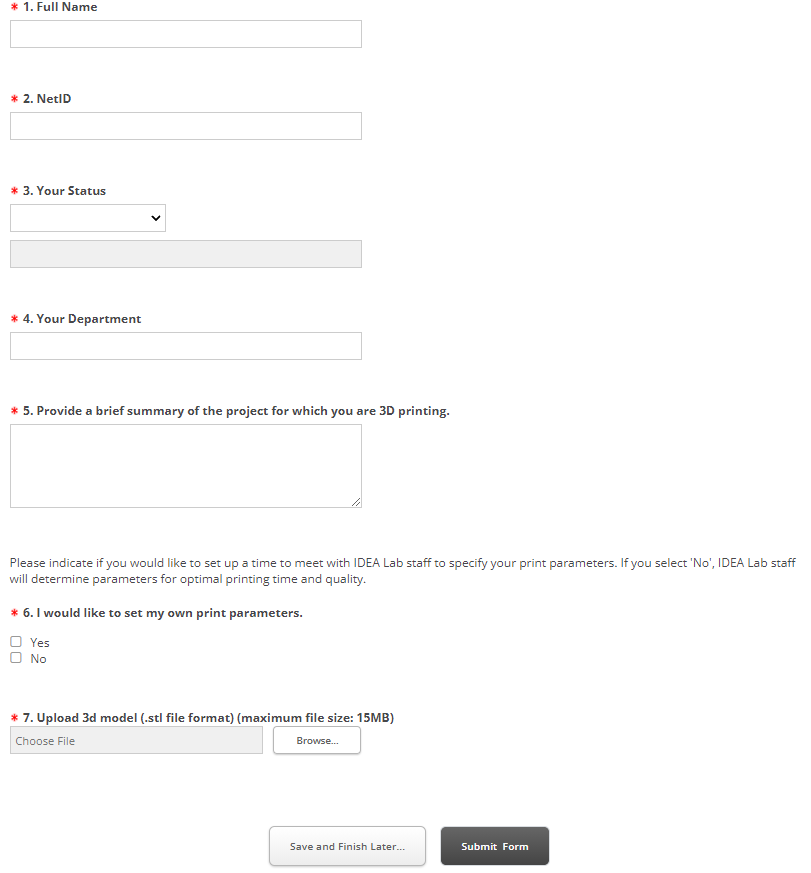 * 1. Full Name
* 2. NetID
* 3. Your Status
* 4. Your Department
* 5. Provide a brief summary of the project for which you are 3D printing.
Please indicate if you would like to set up a time to meet with IDEA Lab staff to specify your print parameters. If you select 'No', IDEA Lab staff
will determine parameters for optimal printing time and quality.
* 6. I would like to set my own print parameters.
Yes
No
* 7. Upload 3d model (.stl file format) (maximum file size: 15MB)
Choose File Browse...
Save and Finish Later... Submit Form